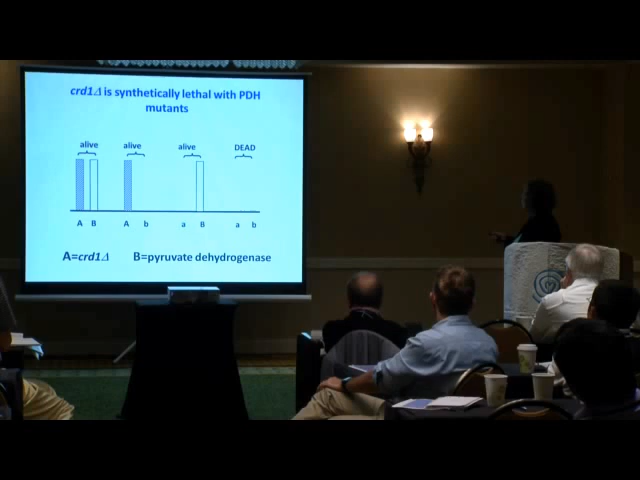 crd1Δ is synthetically lethal with PDH
mutants
alive alive alive DEAD
A B A b a B a b
A=crd1Δ B=pyruvate dehydrogenase